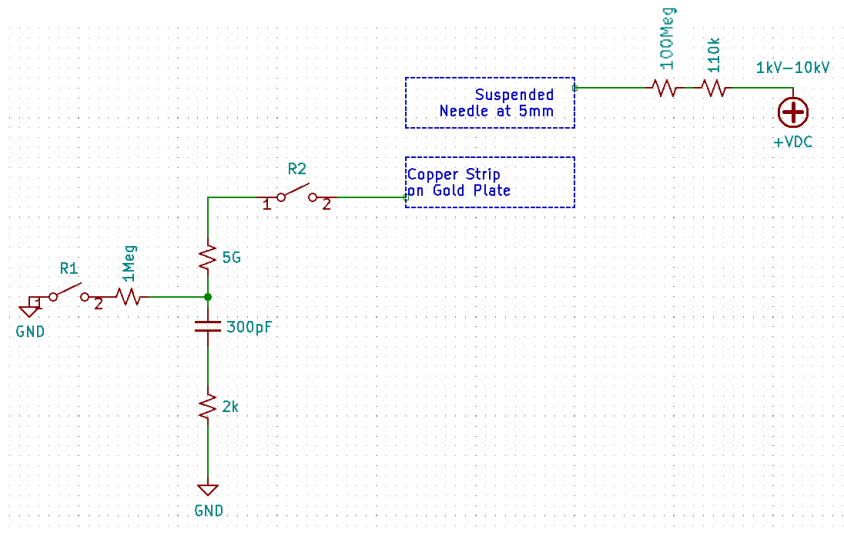 100Meg
110k
1kV-10kV
+VDC
Suspended
Needle at 5mm
Copper Strip
on Gold Plate
R2
1
2
5G
R1
1Meg
1
2
GND
300pF
2k
GND